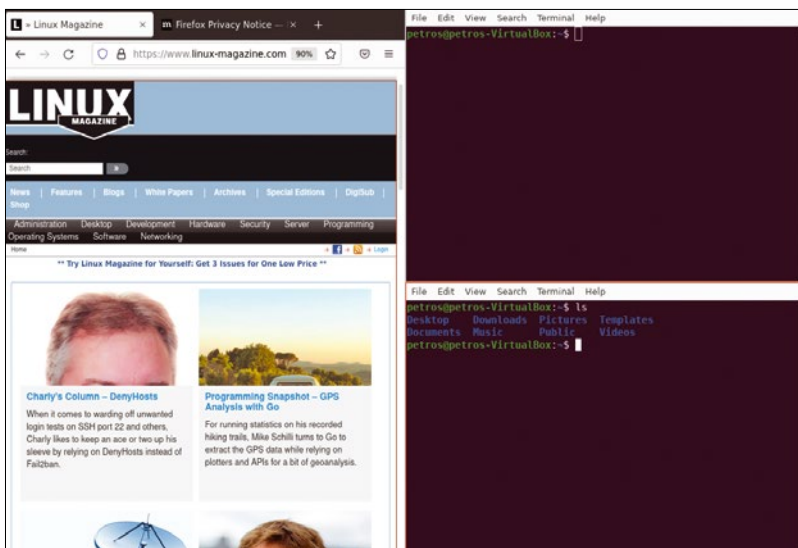 L » Linux Magazine × m Firefox Privacy Notice — × +
https://www.linux-magazine.com 90%
LINUX
MAGAZINE
Search:
Search »
News | Features | Blogs | White Papers | Archives | Special Editions | DigiSub |
Shop
Administration Desktop Development Hardware Security Server Programming
Operating Systems Software Networking
Home + f + + Login
** Try Linux Magazine for Yourself: Get 3 Issues for One Low Price **
Charly's Column – DenyHosts
When it comes to warding off unwanted
login tests on SSH port 22 and others,
Charly likes to keep an ace or two up his
sleeve by relying on DenyHosts instead of
Fail2ban.
Programming Snapshot – GPS
Analysis with Go
For running statistics on his recorded
hiking trails, Mike Schilli turns to Go to
extract the GPS data while relying on
plotters and APIs for a bit of geoanalysis.
File Edit View Search Terminal Help
petros@petros-VirtualBox:~$
File Edit View Search Terminal Help
petros@petros-VirtualBox:~$ ls
Desktop Downloads Pictures Templates
Documents Music Public Videos
petros@petros-VirtualBox:~$